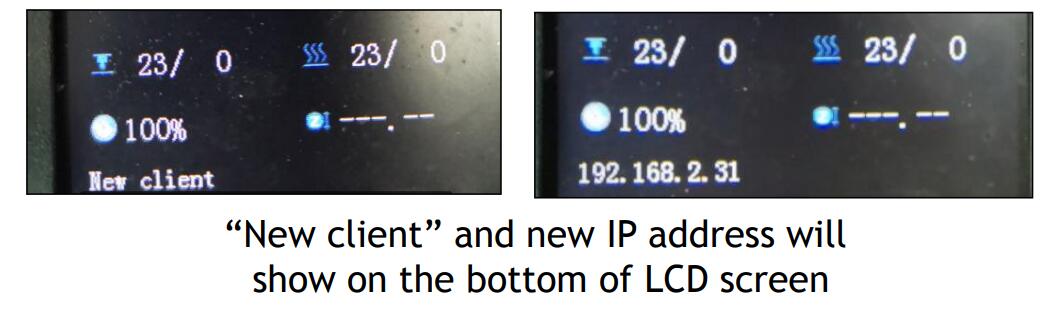 23/ 0 23/ 0
100% ---.--
New client
23/ 0 23/ 0
100% ---.--
192.168.2.31
“New client” and new IP address will
show on the bottom of LCD screen